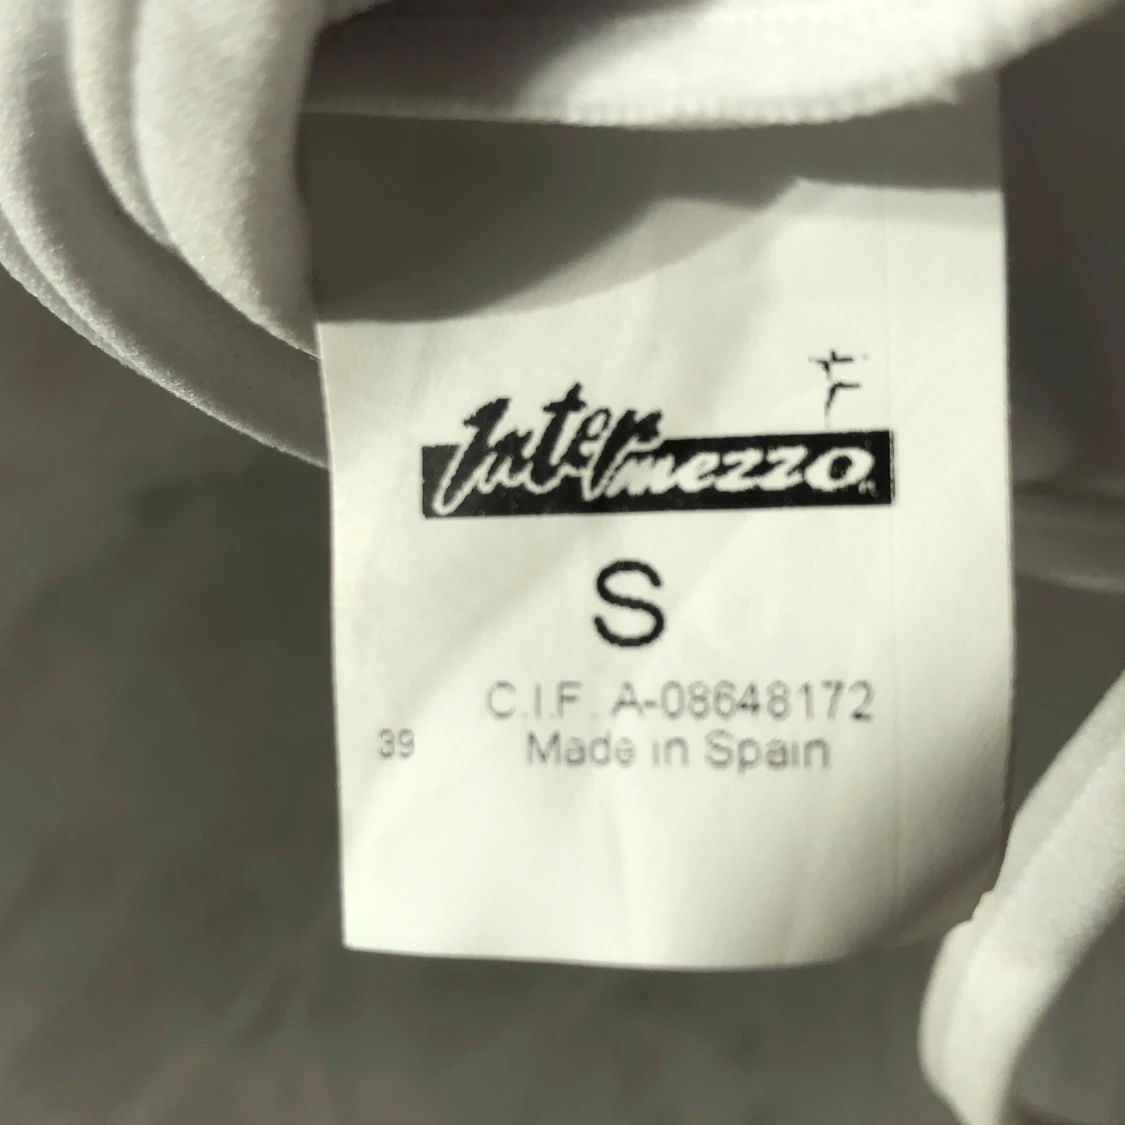 Intermezzo
S
C.I.F. A-08648172
39 Made in Spain